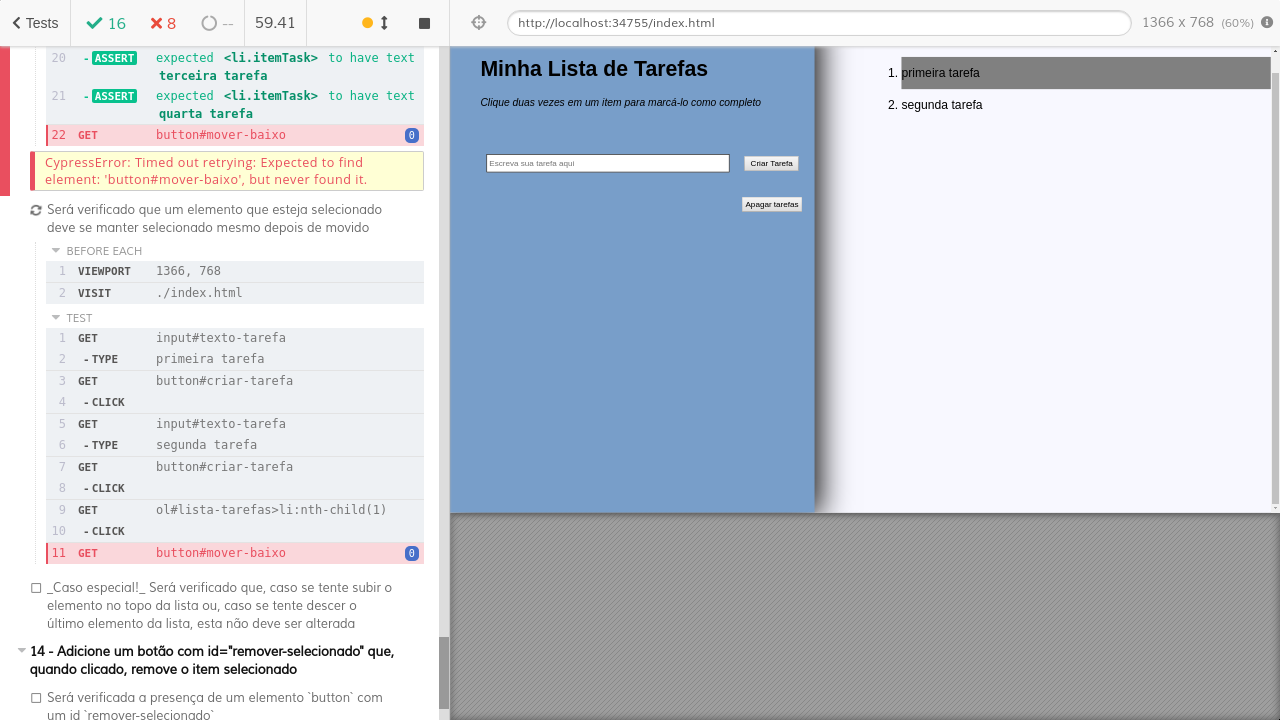 Tests 16 8 -- 59.41
20 - ASSERT expected <li.itemTask> to have text
terceira tarefa
21 - ASSERT expected <li.itemTask> to have text
quarta tarefa
22 GET button#mover-baixo 0
CypressError: Timed out retrying: Expected to find
element: 'button#mover-baixo', but never found it.
Será verificado que um elemento que esteja selecionado
deve se manter selecionado mesmo depois de movido
BEFORE EACH
1 VIEWPORT 1366, 768
2 VISIT ./index.html
TEST
1 GET input#texto-tarefa
2 - TYPE primeira tarefa
3 GET button#criar-tarefa
4 - CLICK
5 GET input#texto-tarefa
6 - TYPE segunda tarefa
7 GET button#criar-tarefa
8 - CLICK
9 GET ol#lista-tarefas>li:nth-child(1)
10 - CLICK
11 GET button#mover-baixo 0
_Caso especial!_ Será verificado que, caso se tente subir o
elemento no topo da lista ou, caso se tente descer o
último elemento da lista, esta não deve ser alterada
14 - Adicione um botão com id="remover-selecionado" que,
quando clicado, remove o item selecionado
Será verificada a presença de um elemento `button` com
um id `remover-selecionado`
http://localhost:34755/index.html 1366 x 768 (60%)
Minha Lista de Tarefas
Clique duas vezes em um item para marcá-lo como completo
Escreva sua tarefa aqui Criar Tarefa
Apagar tarefas
1. primeira tarefa
2. segunda tarefa